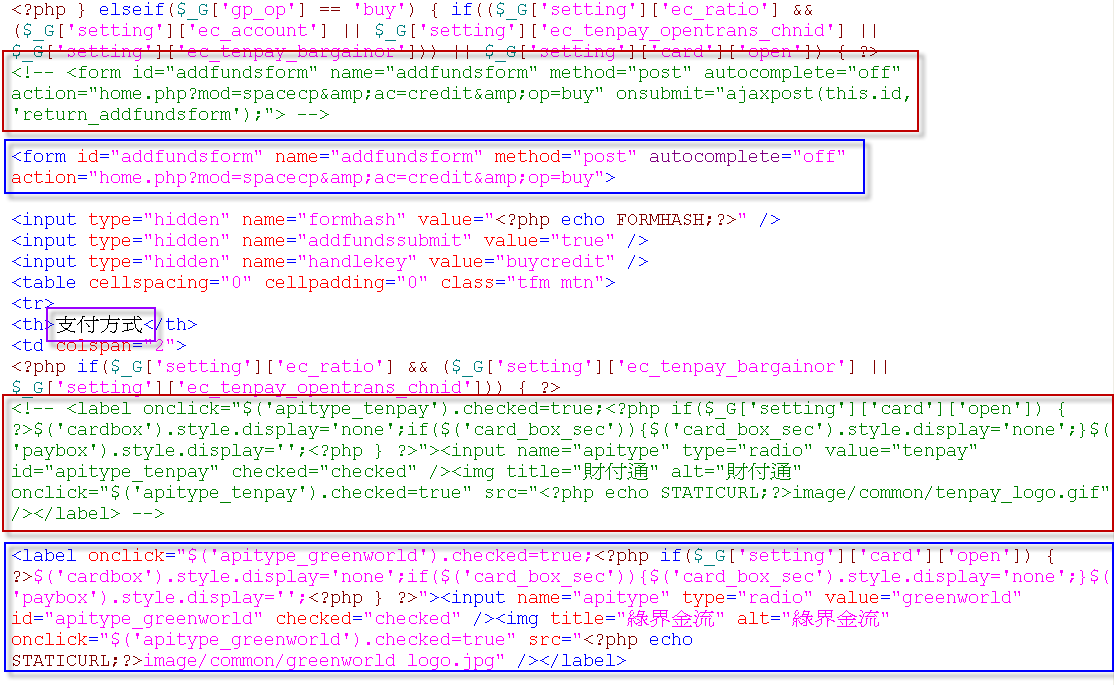 <?php } elseif($_G['gp_op'] == 'buy') { if(($_G['setting']['ec_ratio'] &&
($_G['setting']['ec_account'] || $_G['setting']['ec_tenpay_opentrans_chnid'] ||
$_G['setting']['ec_tenpay_bargainor'])) || $_G['setting']['card']['open']) { ?>
<!-- <form id="addfundsform" name="addfundsform" method="post" autocomplete="off"
action="home.php?mod=spacecp&amp;ac=credit&amp;op=buy" onsubmit="ajaxpost(this.id,
'return_addfundsform');"> -->
<form id="addfundsform" name="addfundsform" method="post" autocomplete="off"
action="home.php?mod=spacecp&amp;ac=credit&amp;op=buy">
<input type="hidden" name="formhash" value="<?php echo FORMHASH;?>" />
<input type="hidden" name="addfundssubmit" value="true" />
<input type="hidden" name="handlekey" value="buycredit" />
<table cellspacing="0" cellpadding="0" class="tfm mtn">
<tr>
<th>支付方式</th>
<td colspan="2">
<?php if($_G['setting']['ec_ratio'] && ($_G['setting']['ec_tenpay_bargainor'] ||
$_G['setting']['ec_tenpay_opentrans_chnid'])) { ?>
<!-- <label onclick="$('apitype_tenpay').checked=true;<?php if($_G['setting']['card']['open']) {
?>$('cardbox').style.display='none';if($('card_box_sec')){$('card_box_sec').style.display='none';}$(
'paybox').style.display='';<?php } ?>"><input name="apitype" type="radio" value="tenpay"
id="apitype_tenpay" checked="checked" /><img title="財付通" alt="財付通"
onclick="$('apitype_tenpay').checked=true" src="<?php echo STATICURL;?>image/common/tenpay_logo.gif"
/></label> -->
<label onclick="$('apitype_greenworld').checked=true;<?php if($_G['setting']['card']['open']) {
?>$('cardbox').style.display='none';if($('card_box_sec')){$('card_box_sec').style.display='none';}$(
'paybox').style.display='';<?php } ?>"><input name="apitype" type="radio" value="greenworld"
id="apitype_greenworld" checked="checked" /><img title="綠界金流" alt="綠界金流"
onclick="$('apitype_greenworld').checked=true" src="<?php echo
STATICURL;?>image/common/greenworld_logo.jpg" /></label>